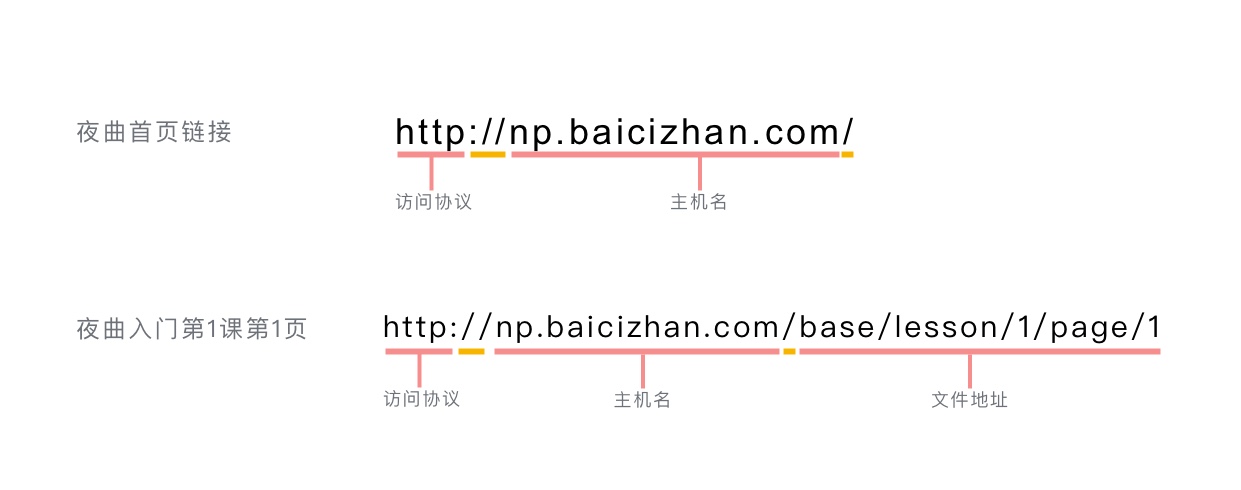 夜曲首页链接
http://np.baicizhan.com/
访问协议
主机名
夜曲入门第1课第1页
http://np.baicizhan.com/base/lesson/1/page/1
访问协议
主机名
文件地址